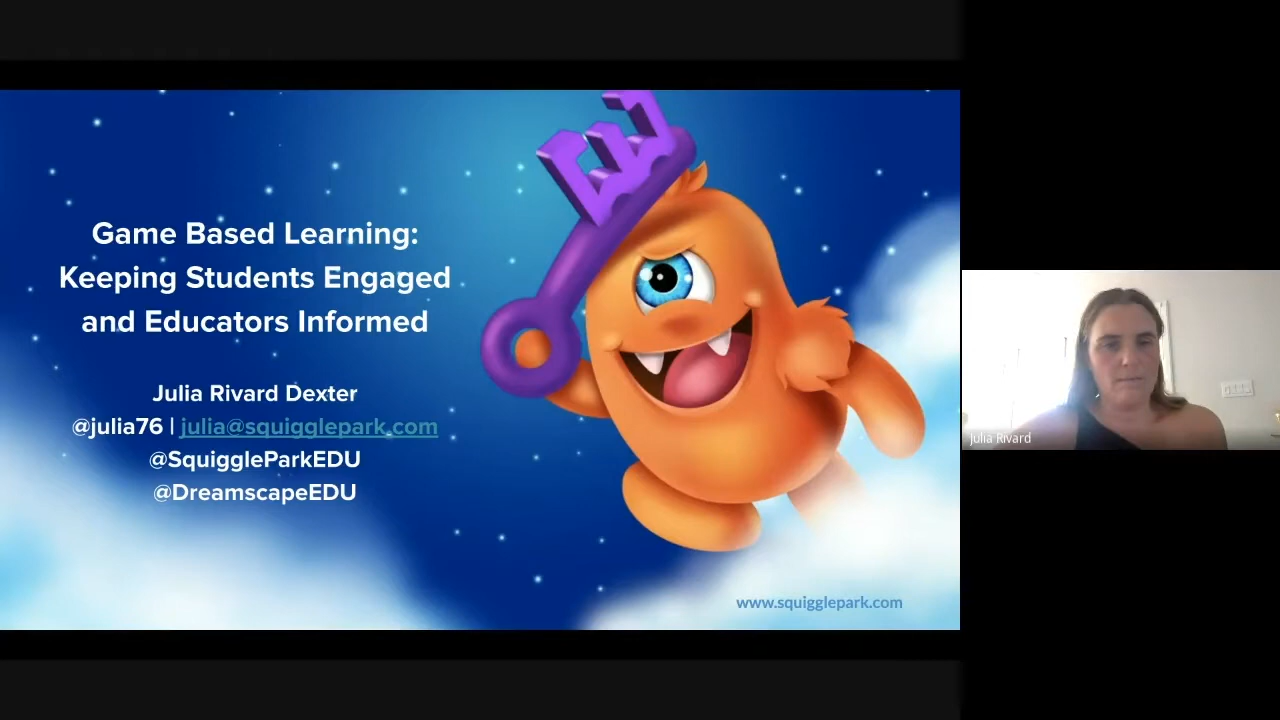 Game Based Learning:
Keeping Students Engaged
and Educators Informed
Julia Rivard Dexter
@julia76 | julia@squigglepark.com
@SquiggleParkEDU
@DreamscapeEDU
www.squigglepark.com
Julia Rivard